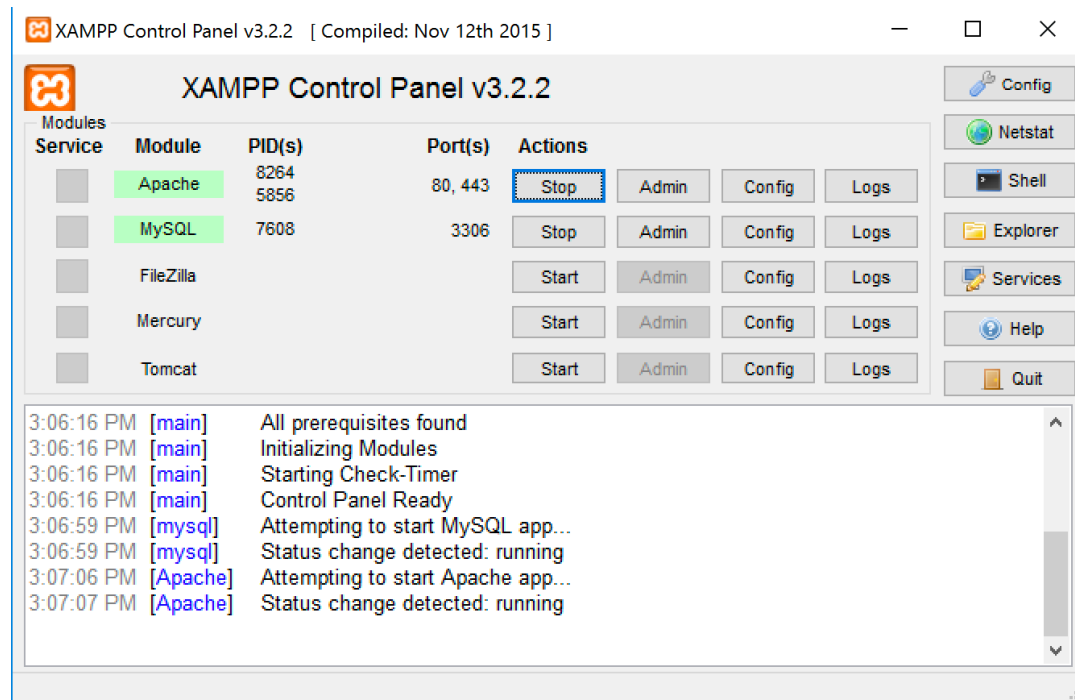 XAMPP Control Panel v3.2.2 [ Compiled: Nov 12th 2015 ]
XAMPP Control Panel v3.2.2
Config
Modules
Netstat
Service Module PID(s) Port(s) Actions
Apache 8264 5856 80, 443 Stop Admin Config Logs
Shell
MySQL 7608 3306 Stop Admin Config Logs
Explorer
FileZilla Start Admin Config Logs
Services
Mercury Start Admin Config Logs
Help
Tomcat Start Admin Config Logs
Quit
3:06:16 PM [main] All prerequisites found
3:06:16 PM [main] Initializing Modules
3:06:16 PM [main] Starting Check-Timer
3:06:16 PM [main] Control Panel Ready
3:06:59 PM [mysql] Attempting to start MySQL app...
3:06:59 PM [mysql] Status change detected: running
3:07:06 PM [Apache] Attempting to start Apache app...
3:07:07 PM [Apache] Status change detected: running